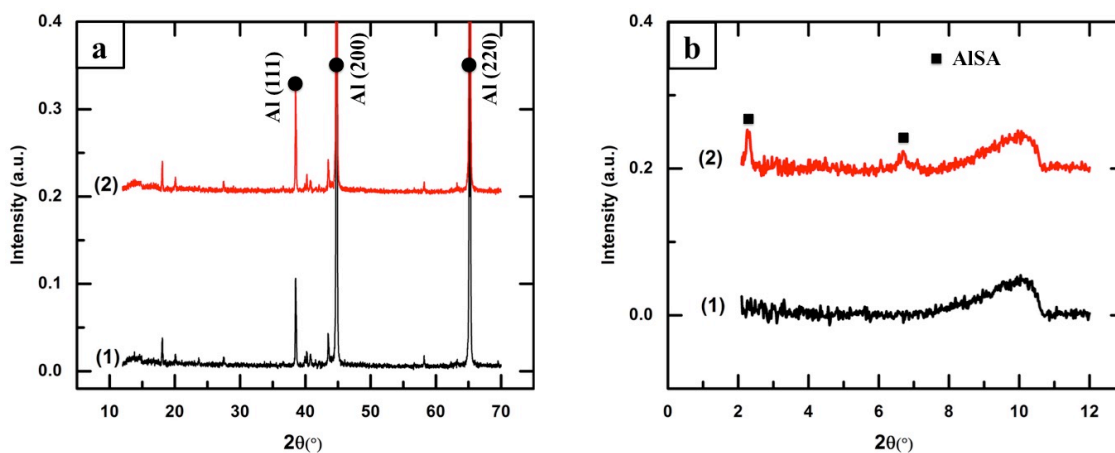 a
0.4
0.3
0.2
0.1
0.0
Intensity (a.u.)
Al (111)
Al (200)
Al (220)
(2)
(1)
10 20 30 40 50 60 70
2θ(°)
b
■ AlSA
0.4
0.2
0.0
Intensity (a.u.)
(2)
(1)
0 2 4 6 8 10 12
2θ(°)